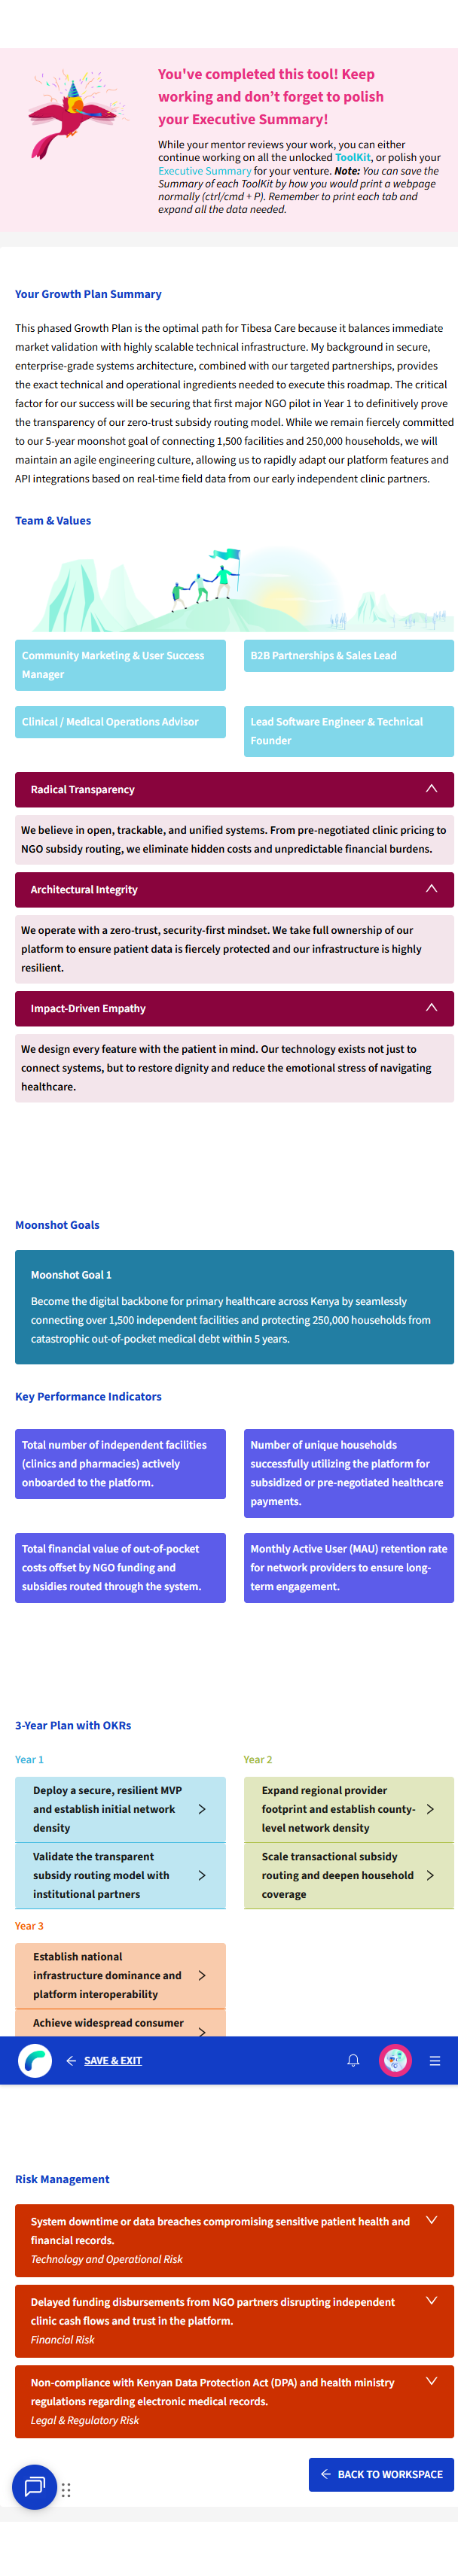 You've completed this tool! Keep
working and don’t forget to polish
your Executive Summary!
While your mentor reviews your work, you can either
continue working on all the unlocked ToolKit, or polish your
Executive Summary for your venture. Note: You can save the
Summary of each ToolKit by how you would print a webpage
normally (ctrl/cmd + P). Remember to print each tab and
expand all the data needed.
Your Growth Plan Summary
This phased Growth Plan is the optimal path for Tibesa Care because it balances immediate
market validation with highly scalable technical infrastructure. My background in secure,
enterprise-grade systems architecture, combined with our targeted partnerships, provides
the exact technical and operational ingredients needed to execute this roadmap. The critical
factor for our success will be securing that first major NGO pilot in Year 1 to definitively prove
the transparency of our zero-trust subsidy routing model. While we remain fiercely committed
to our 5-year moonshot goal of connecting 1,500 facilities and 250,000 households, we will
maintain an agile engineering culture, allowing us to rapidly adapt our platform features and
API integrations based on real-time field data from our early independent clinic partners.
Team & Values
Community Marketing & User Success
Manager
B2B Partnerships & Sales Lead
Clinical / Medical Operations Advisor
Lead Software Engineer & Technical
Founder
Radical Transparency
We believe in open, trackable, and unified systems. From pre-negotiated clinic pricing to
NGO subsidy routing, we eliminate hidden costs and unpredictable financial burdens.
Architectural Integrity
We operate with a zero-trust, security-first mindset. We take full ownership of our
platform to ensure patient data is fiercely protected and our infrastructure is highly
resilient.
Impact-Driven Empathy
We design every feature with the patient in mind. Our technology exists not just to
connect systems, but to restore dignity and reduce the emotional stress of navigating
healthcare.
Moonshot Goals
Moonshot Goal 1
Become the digital backbone for primary healthcare across Kenya by seamlessly
connecting over 1,500 independent facilities and protecting 250,000 households from
catastrophic out-of-pocket medical debt within 5 years.
Key Performance Indicators
Total number of independent facilities
(clinics and pharmacies) actively
onboarded to the platform.
Number of unique households
successfully utilizing the platform for
subsidized or pre-negotiated healthcare
payments.
Total financial value of out-of-pocket
costs offset by NGO funding and
subsidies routed through the system.
Monthly Active User (MAU) retention rate
for network providers to ensure long-
term engagement.
3-Year Plan with OKRs
Year 1
Deploy a secure, resilient MVP
and establish initial network
density
Validate the transparent
subsidy routing model with
institutional partners
Year 2
Expand regional provider
footprint and establish county-
level network density
Scale transactional subsidy
routing and deepen household
coverage
Year 3
Establish national
infrastructure dominance and
platform interoperability
Achieve widespread consumer
SAVE & EXIT
Risk Management
System downtime or data breaches compromising sensitive patient health and
financial records.
Technology and Operational Risk
Delayed funding disbursements from NGO partners disrupting independent
clinic cash flows and trust in the platform.
Financial Risk
Non-compliance with Kenyan Data Protection Act (DPA) and health ministry
regulations regarding electronic medical records.
Legal & Regulatory Risk
BACK TO WORKSPACE